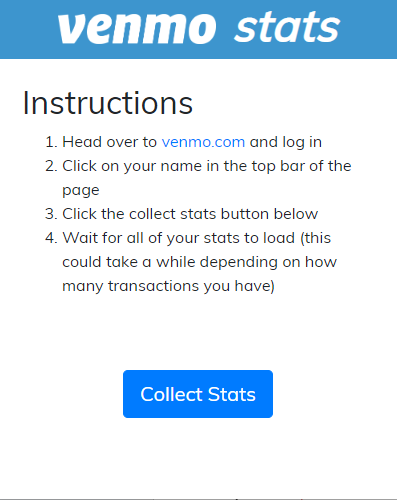 venmo stats
Instructions
1. Head over to venmo.com and log in
2. Click on your name in the top bar of the
page
3. Click the collect stats button below
4. Wait for all of your stats to load (this
could take a while depending on how
many transactions you have)
Collect Stats